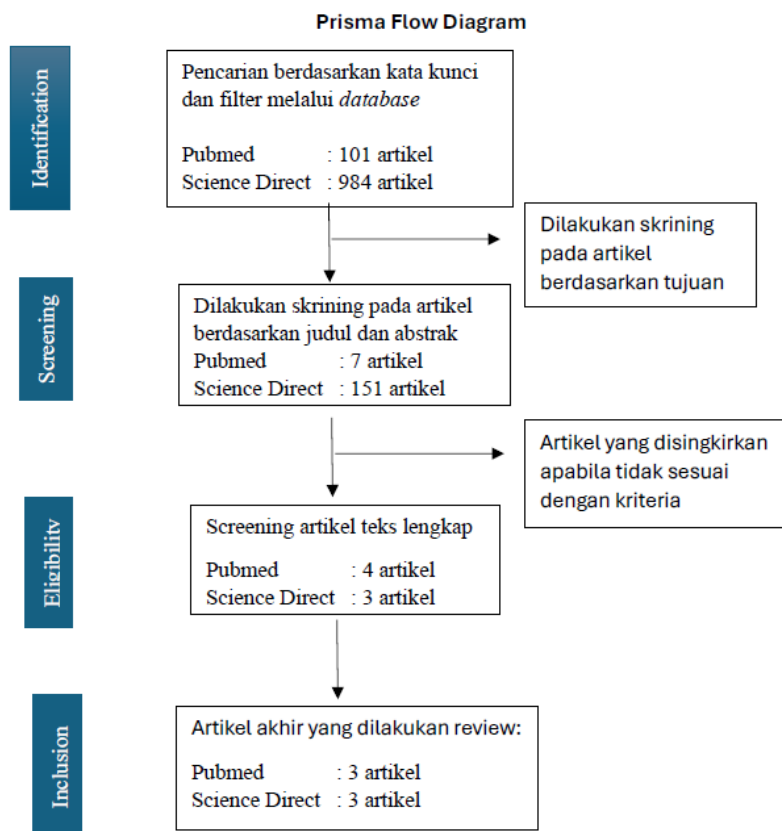 Prisma Flow Diagram
Identification
Pencarian berdasarkan kata kunci
dan filter melalui database
Pubmed : 101 artikel
Science Direct : 984 artikel
Dilakukan skrining
pada artikel
berdasarkan tujuan
Screening
Dilakukan skrining pada artikel
berdasarkan judul dan abstrak
Pubmed : 7 artikel
Science Direct : 151 artikel
Artikel yang disingkirkan
apabila tidak sesuai
dengan kriteria
Eligibility
Screening artikel teks lengkap
Pubmed : 4 artikel
Science Direct : 3 artikel
Inclusion
Artikel akhir yang dilakukan review:
Pubmed : 3 artikel
Science Direct : 3 artikel